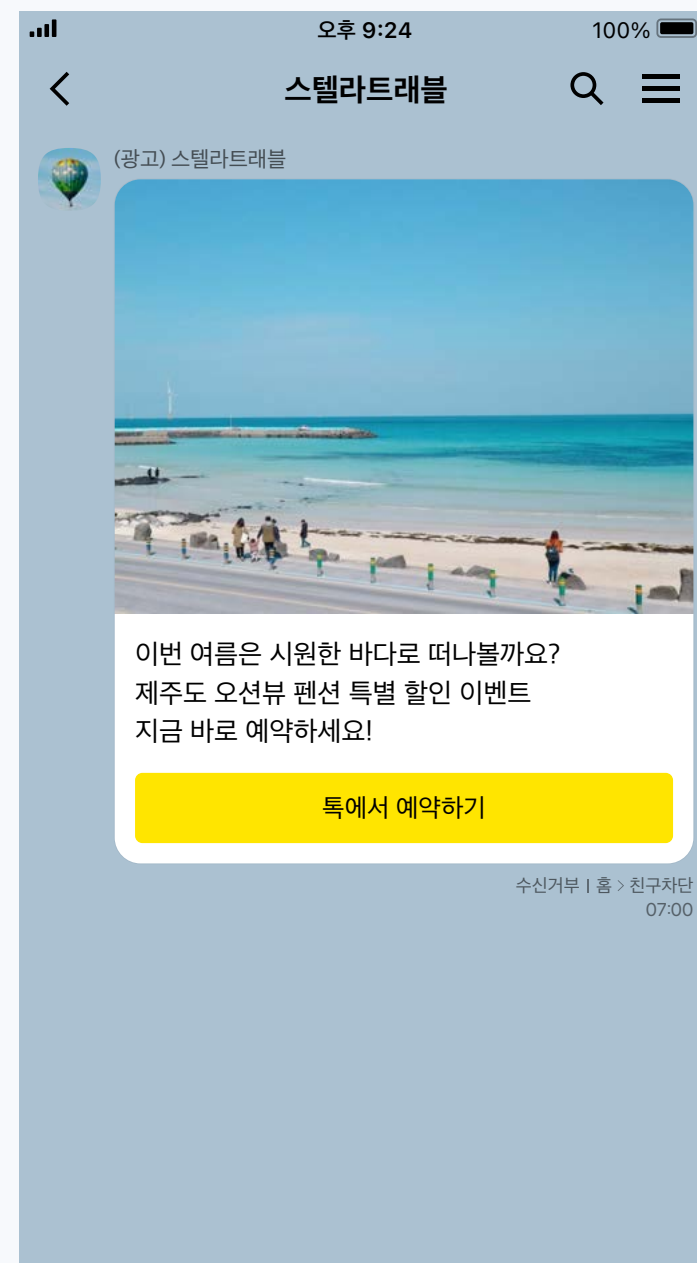 오후 9:24
100%
스텔라트래블
(광고) 스텔라트래블
이번 여름은 시원한 바다로 떠나볼까요?
제주도 오션뷰 펜션 특별 할인 이벤트
지금 바로 예약하세요!
톡에서 예약하기
수신거부 | 홈 > 친구차단
07:00